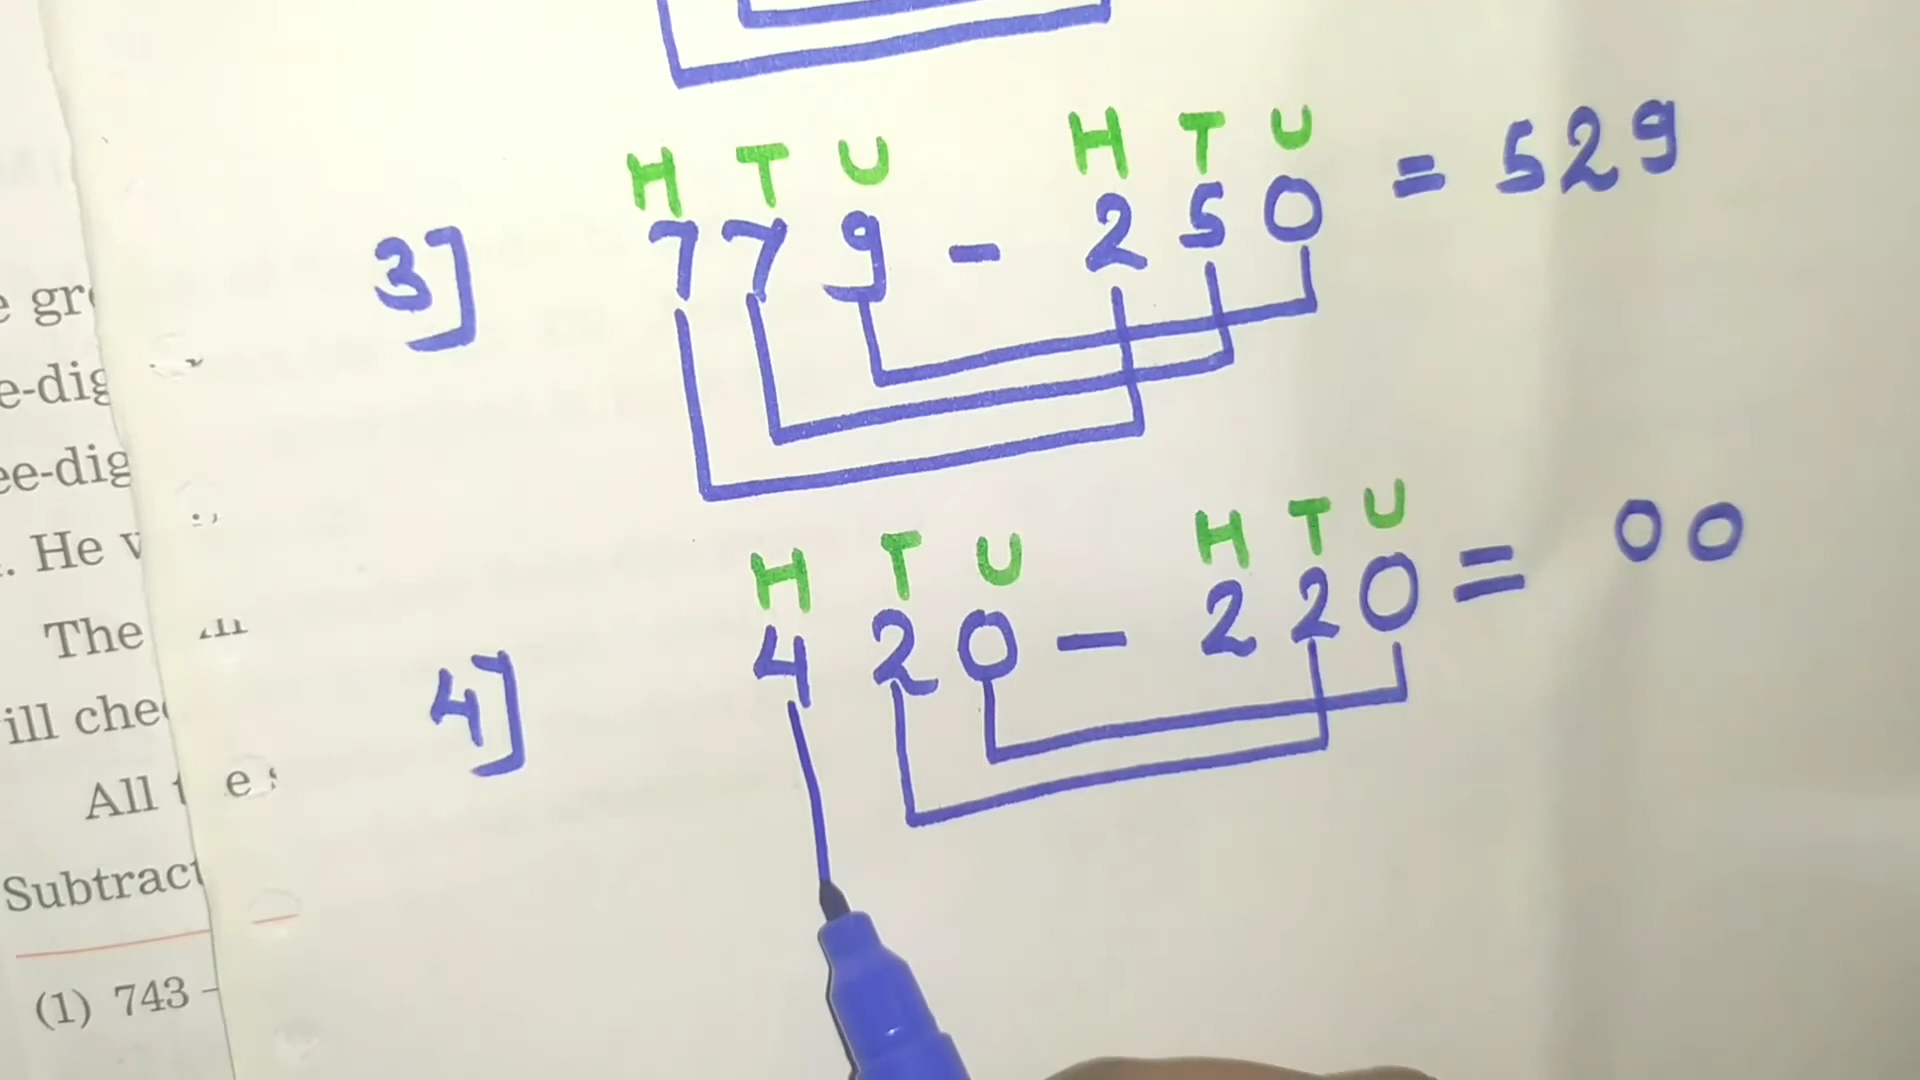 H T U H T U
3] 779 - 250 = 529
H T U H T U
4] 420 - 220 = 00
e-dig
ee-dig
. He
The
ill che
All
Subtract
(1) 743 -